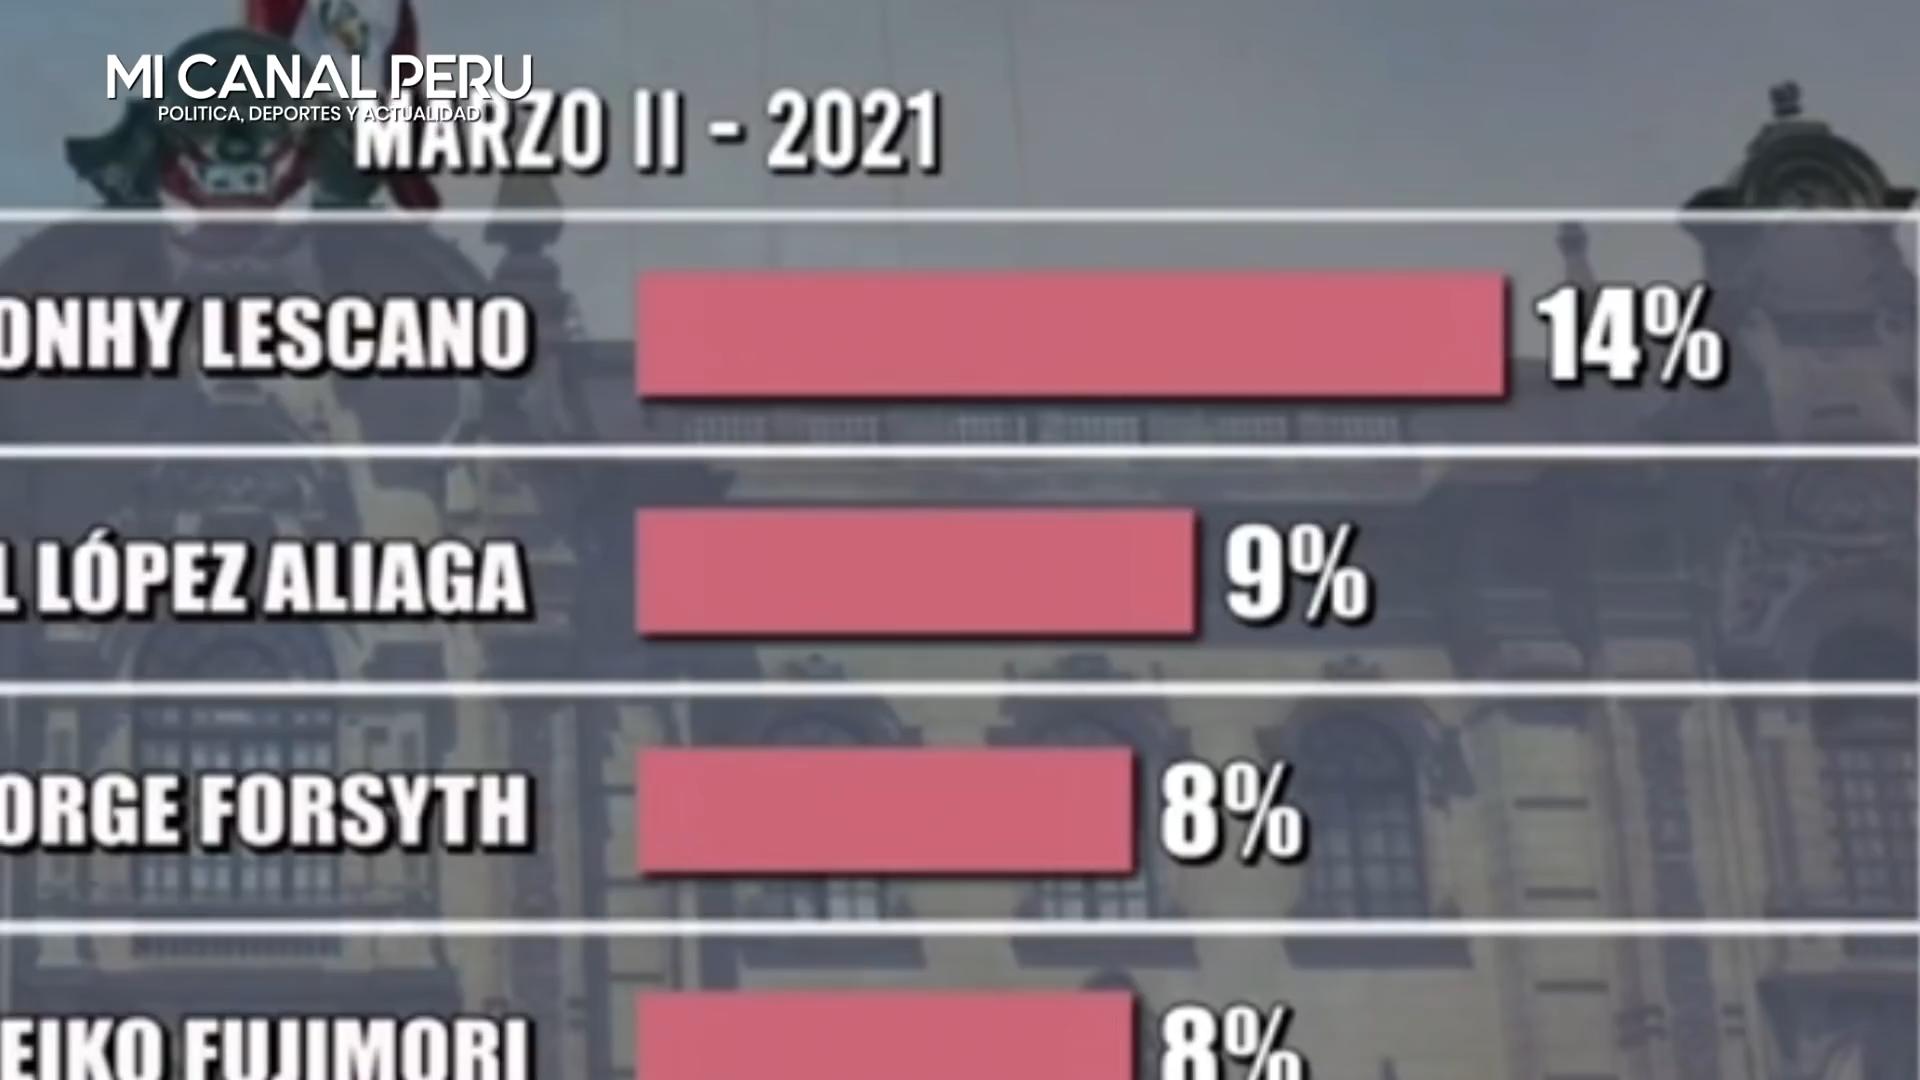 MI CANAL PERU
POLITICA, DEPORTES Y ACTUALIDAD
MARZO II - 2021
ONHY LESCANO 14%
L LÓPEZ ALIAGA 9%
ORGE FORSYTH 8%
EIKO FUJIMORI 8%